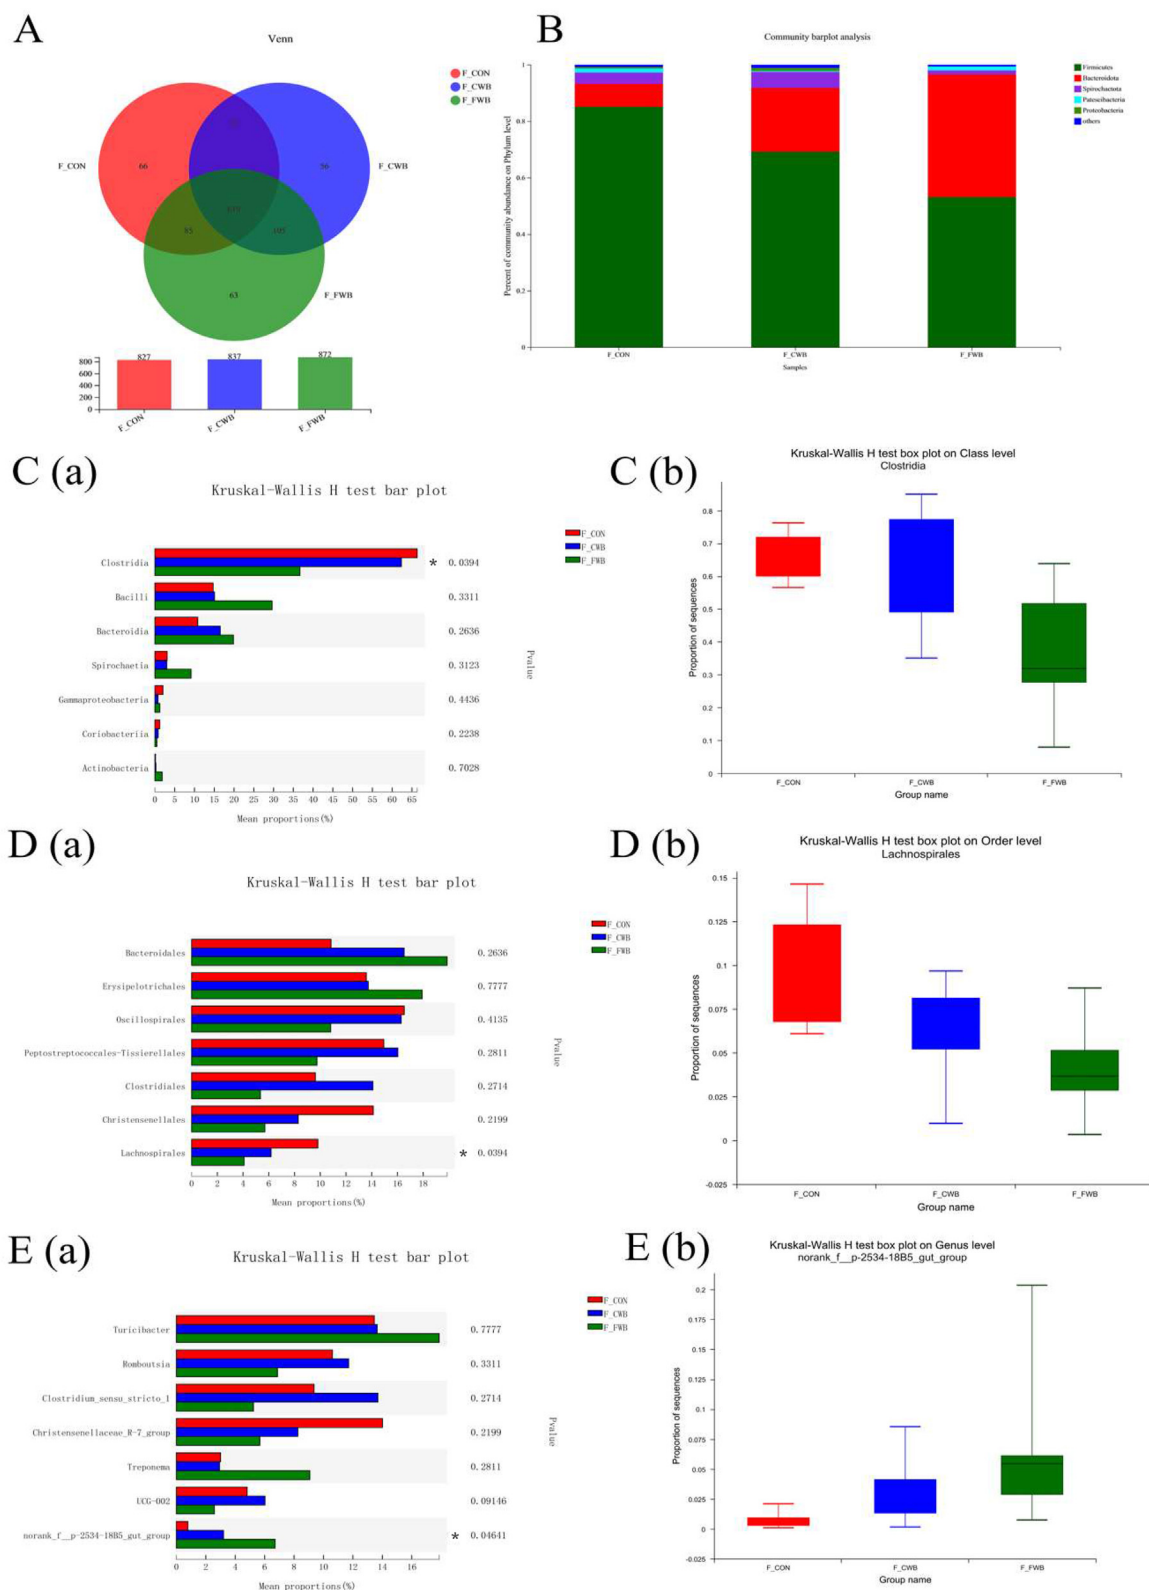 A
Venn
F_CON
F_CWB
F_FWB
F_CON
66
56
F_CWB
85
105
63
F_FWB
827
837
872
800
600
400
200
0
F_CON
F_CWB
F_FWB
B
Community barplot analysis
Percent of community abundance on Phylum level
1
0.8
0.6
0.4
0.2
0
F_CON
F_CWB
F_FWB
Samples
Firmicutes
Bacteroidota
Spirochaetota
Patescibacteria
Proteobacteria
others
C (a)
Kruskal-Wallis H test bar plot
F_CON
F_CWB
F_FWB
Clostridia
* 0.0394
Bacilli
0.3311
Bacteroidia
0.2636
Spirochaetia
0.3123
Gammaproteobacteria
0.4436
Coriobacteriia
0.2238
Actinobacteria
0.7028
Pvalue
0 5 10 15 20 25 30 35 40 45 50 55 60 65
Mean proportions(%)
C (b)
Kruskal-Wallis H test box plot on Class level
Clostridia
Proportion of sequences
0.8
0.7
0.6
0.5
0.4
0.3
0.2
0.1
0
F_CON
F_CWB
F_FWB
Group name
D (a)
Kruskal-Wallis H test bar plot
F_CON
F_CWB
F_FWB
Bacteroidales
0.2636
Erysipelotrichales
0.7777
Oscillospirales
0.4135
Peptostreptococcales-Tissierellales
0.2811
Clostridiales
0.2714
Christensenellales
0.2199
Lachnospirales
* 0.0394
Pvalue
0 2 4 6 8 10 12 14 16 18
Mean proportions(%)
D (b)
Kruskal-Wallis H test box plot on Order level
Lachnospirales
Proportion of sequences
0.15
0.125
0.1
0.075
0.05
0.025
0
-0.025
F_CON
F_CWB
F_FWB
Group name
E (a)
Kruskal-Wallis H test bar plot
F_CON
F_CWB
F_FWB
Turicibacter
0.7777
Romboutsia
0.3311
Clostridium_sensu_stricto_1
0.2714
Christensenellaceae_R-7_group
0.2199
Treponema
0.2811
UCG-002
0.09146
norank_f__p-2534-18B5_gut_group
* 0.04641
Pvalue
0 2 4 6 8 10 12 14 16
Mean proportions(%)
E (b)
Kruskal-Wallis H test box plot on Genus level
norank_f__p-2534-18B5_gut_group
Proportion of sequences
0.2
0.175
0.15
0.125
0.1
0.075
0.05
0.025
0
-0.025
F_CON
F_CWB
F_FWB
Group name